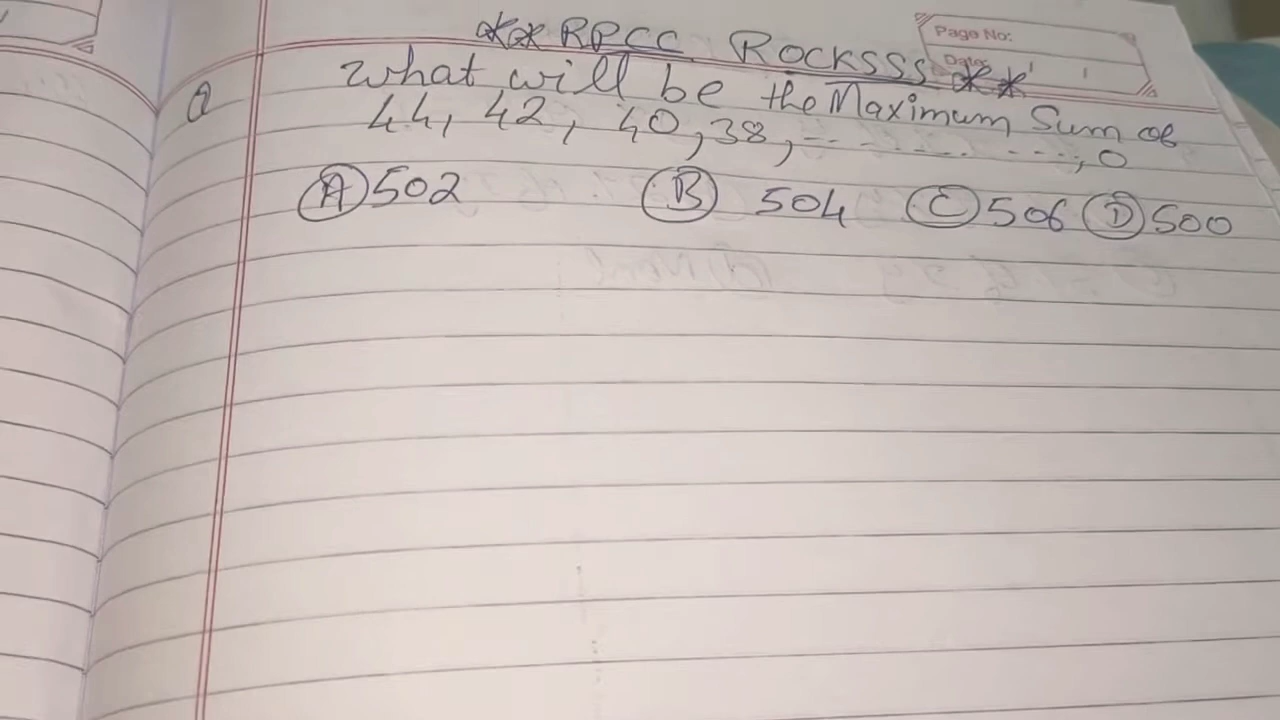 ** RPCC ROCKSSS **
Page No:
Date:
Q What will be the Maximum Sum of
44, 42, 40, 38, -- - - - - - - - - -, 0
(A) 502 (B) 504 (C) 506 (D) 500